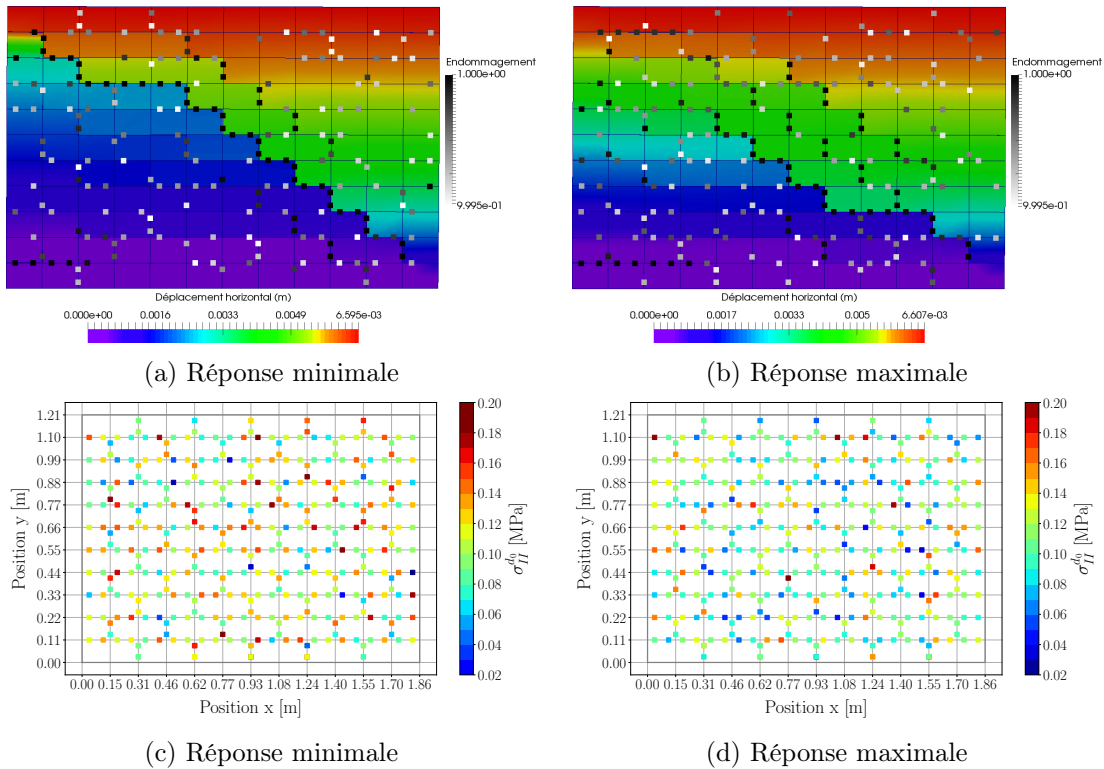 Endommagement
1.000e+00
9.995e-01
Déplacement horizontal (m)
0.000e+00 0.0016 0.0033 0.0049 6.595e-03
(a) Réponse minimale
Endommagement
1.000e+00
9.995e-01
Déplacement horizontal (m)
0.000e+00 0.0017 0.0033 0.005 6.607e-03
(b) Réponse maximale
1.21
1.10
0.99
0.88
0.77
0.66
0.55
0.44
0.33
0.22
0.11
0.00
Position y [m]
0.00 0.15 0.31 0.46 0.62 0.77 0.93 1.08 1.24 1.40 1.55 1.70 1.86
Position x [m]
0.20
0.18
0.16
0.14
0.12
0.10
0.08
0.06
0.04
0.02
σ_{II}^{d_0} [MPa]
(c) Réponse minimale
1.21
1.10
0.99
0.88
0.77
0.66
0.55
0.44
0.33
0.22
0.11
0.00
Position y [m]
0.00 0.15 0.31 0.46 0.62 0.77 0.93 1.08 1.24 1.40 1.55 1.70 1.86
Position x [m]
0.20
0.18
0.16
0.14
0.12
0.10
0.08
0.06
0.04
0.02
σ_{II}^{d_0} [MPa]
(d) Réponse maximale